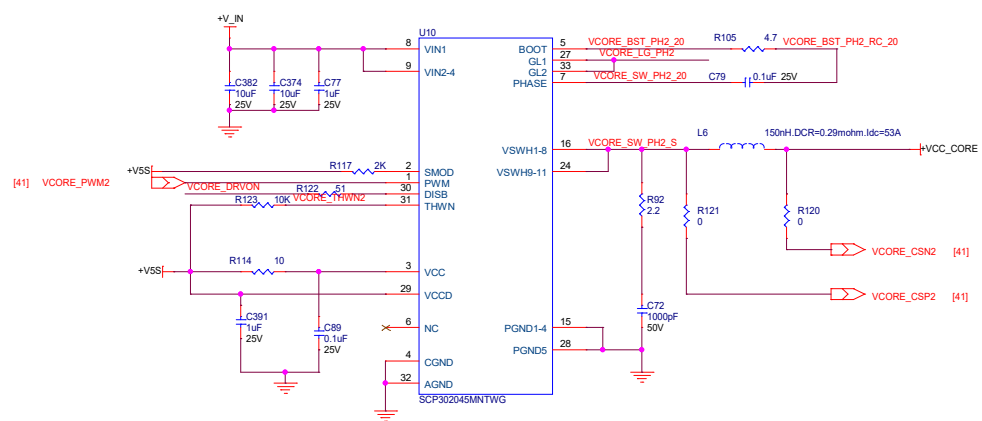 +V_IN
U10
8 VIN1
9 VIN2-4
C382
10uF
25V
C374
10uF
25V
C77
1uF
25V
BOOT 5 VCORE_BST_PH2_20
R105 4.7 VCORE_BST_PH2_RC_20
GL1 27 VCORE_LG_PH2
GL2 33
PHASE 7 VCORE_SW_PH2_20
C79 0.1uF 25V
VSWH1-8 16 VCORE_SW_PH2_S
VSWH9-11 24
L6 150nH.DCR=0.29mohm.Idc=53A
+VCC_CORE
+V5S R117 2K 2 SMOD
[41] VCORE_PWM2 1 PWM
VCORE_DRVON R122 51 30 DISB
R123 10K VCORE_THWN2 31 THWN
R92
2.2
R121
0
R120
0
VCORE_CSN2 [41]
VCORE_CSP2 [41]
+V5S R114 10 3 VCC
29 VCCD
C391
1uF
25V
C89
0.1uF
25V
6 NC
4 CGND
32 AGND
C72
1000pF
50V
PGND1-4 15
PGND5 28
SCP302045MNTWG